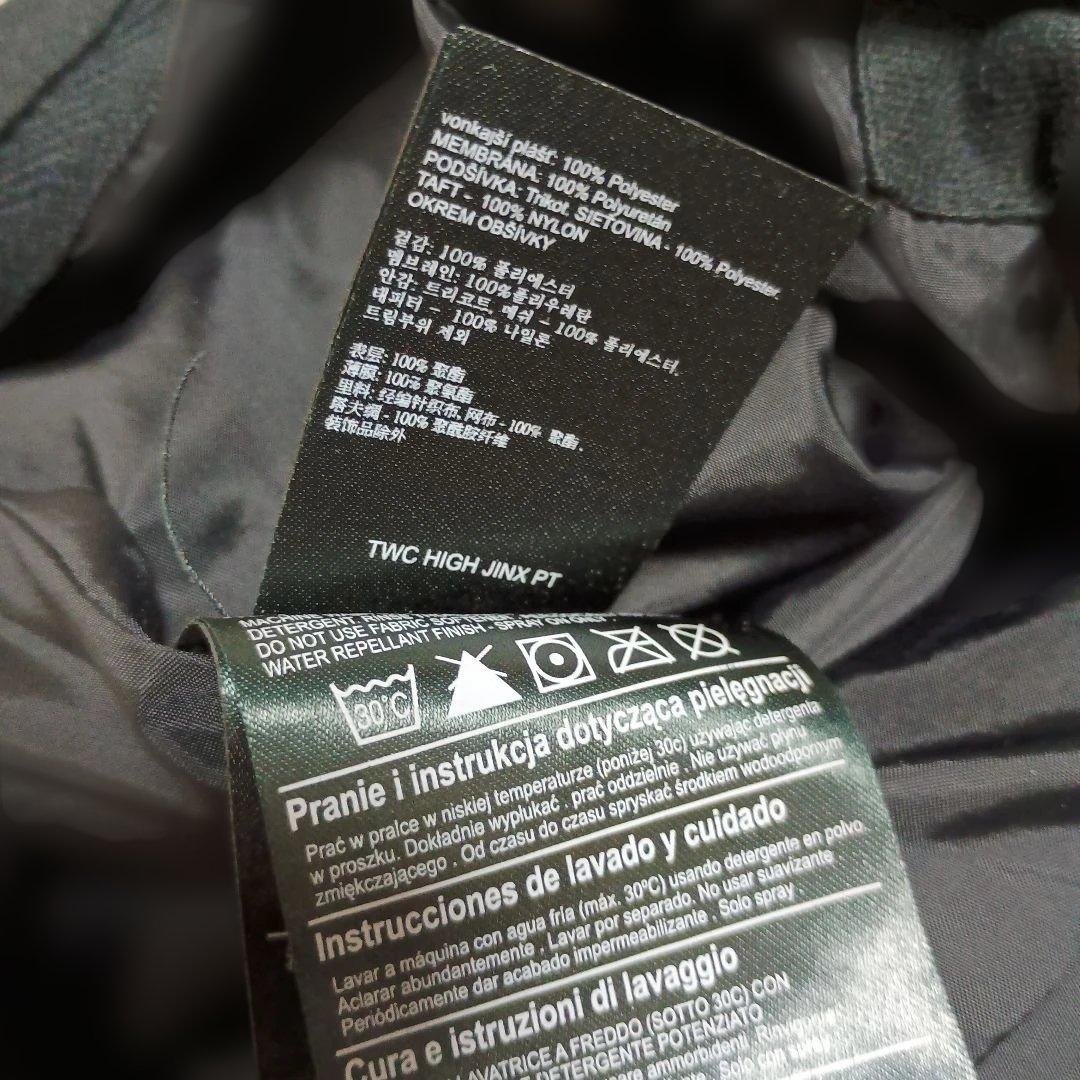 vonkajší plášť: 100% Polyester
MEMBRÁNA: 100% Polyuretán
PODŠÍVKA: Trikot, SIEŤOVINA - 100% Polyester.
TAFT - 100% NYLON
OKREM OBŠÍVKY
겉감: 100% 폴리에스터
멤브레인: 100%폴리우레탄
안감: 트리코트, 메쉬 - 100% 폴리에스터.
태피터 - 100% 나일론
트림부위 제외
表层: 100% 聚酯
薄膜: 100% 聚氨酯
里料: 经编针织布, 网布 - 100% 聚酯.
塔夫绸 - 100% 聚酰胺纤维
装饰品除外
TWC HIGH JINX PT
DETERGENT.
DO NOT USE FABRIC
WATER REPELLANT FINISH - SPRAY ON ONLY
30°C
Pranie i instrukcja dotycząca pielęgnacji
Prać w pralce w niskiej temperaturze (poniżej 30c) używając detergenta
w proszku. Dokładnie wypłukać . prać oddzielnie . Nie używać płynu
zmiękczającego . Od czasu do czasu spryskać środkiem wodoodpornym
Instrucciones de lavado y cuidado
Lavar a máquina con agua fria (máx. 30ºC) usando detergente en polvo.
Aclarar abundantemente . Lavar por separado. No usar suavizante .
Periódicamente dar acabado impermeabilizante . Solo spray .
Cura e istruzioni di lavaggio
LAVATRICE A FREDDO (SOTTO 30C) CON
DETERGENTE POTENZIATO
ammorbidenti. Rinnovare
Solo con spray